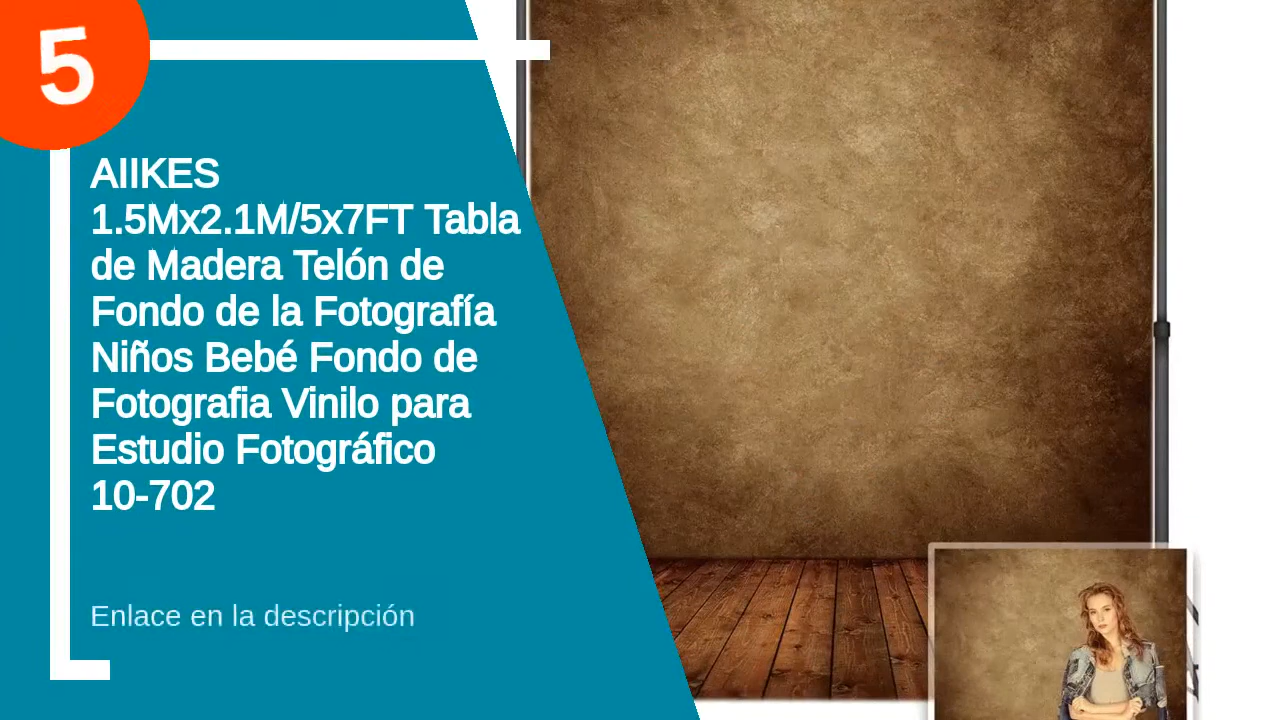 5
AIIKES
1.5Mx2.1M/5x7FT Tabla
de Madera Telón de
Fondo de la Fotografía
Niños Bebé Fondo de
Fotografia Vinilo para
Estudio Fotográfico
10-702
Enlace en la descripción